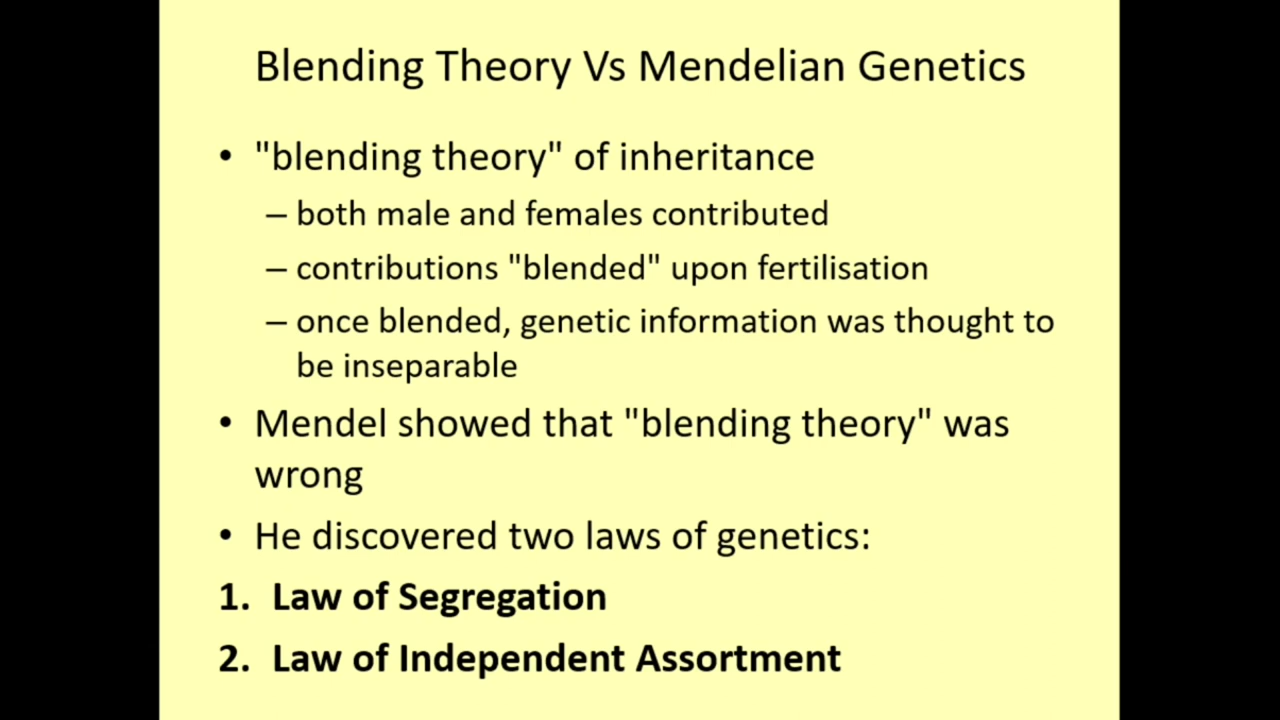 Blending Theory Vs Mendelian Genetics
• "blending theory" of inheritance
– both male and females contributed
– contributions "blended" upon fertilisation
– once blended, genetic information was thought to
be inseparable
• Mendel showed that "blending theory" was
wrong
• He discovered two laws of genetics:
1. Law of Segregation
2. Law of Independent Assortment